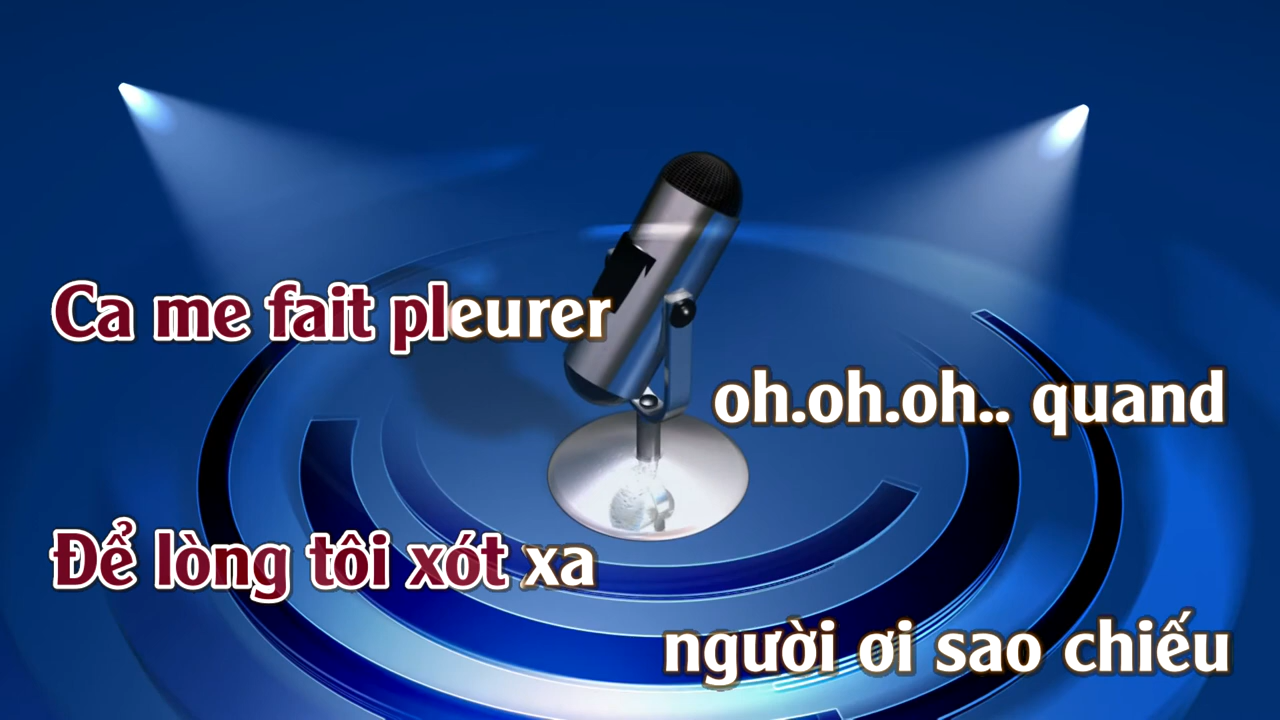 Ca me fait pleurer
oh.oh.oh.. quand
Để lòng tôi xót xa
người ơi sao chiếu